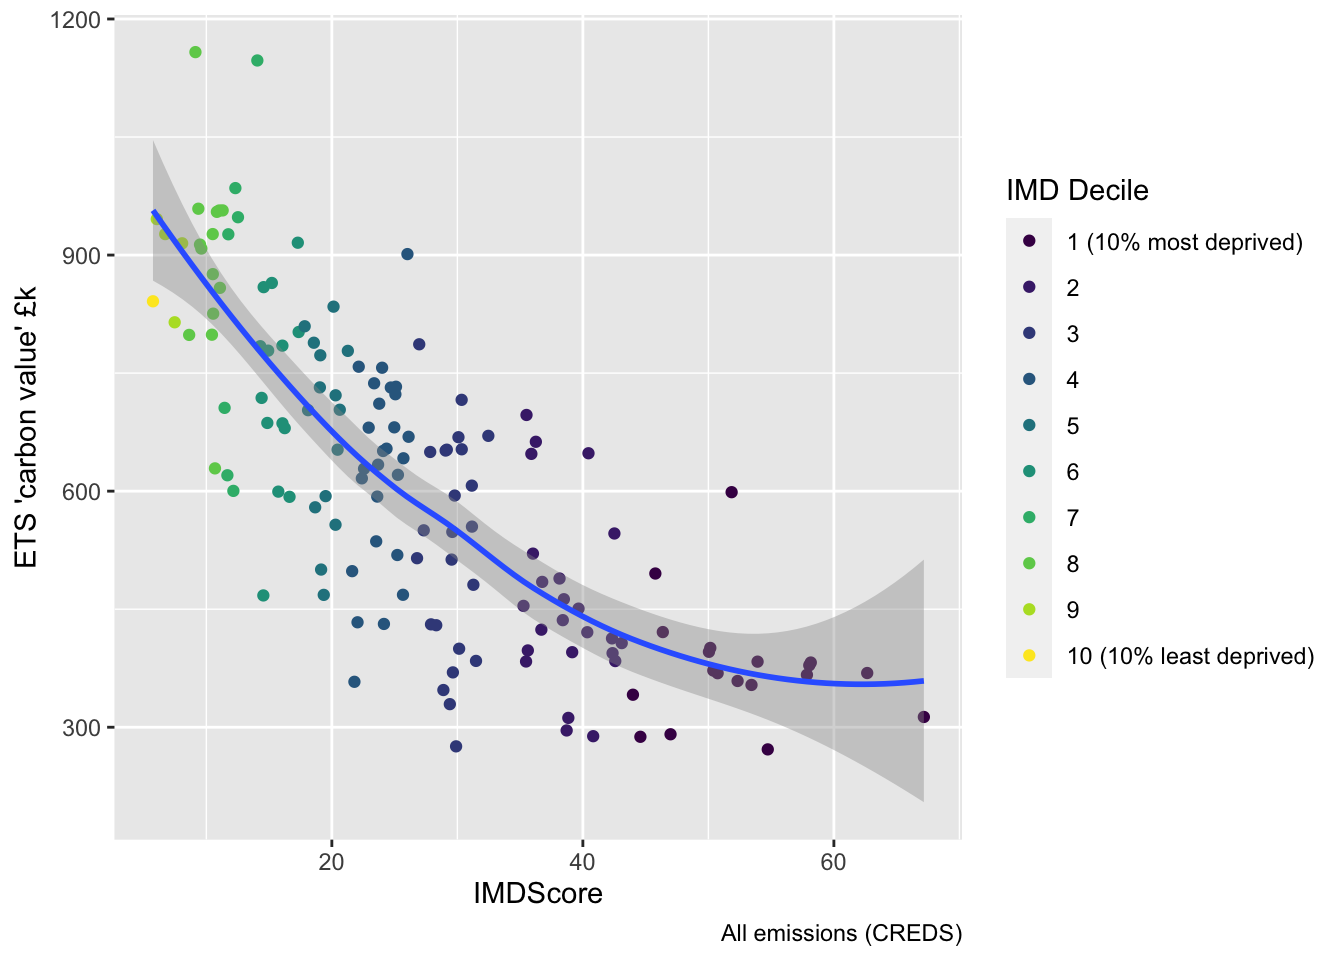 1200
900
600
300
ETS 'carbon value' £k
20
40
60
IMDScore
All emissions (CREDS)
IMD Decile
1 (10% most deprived)
2
3
4
5
6
7
8
9
10 (10% least deprived)